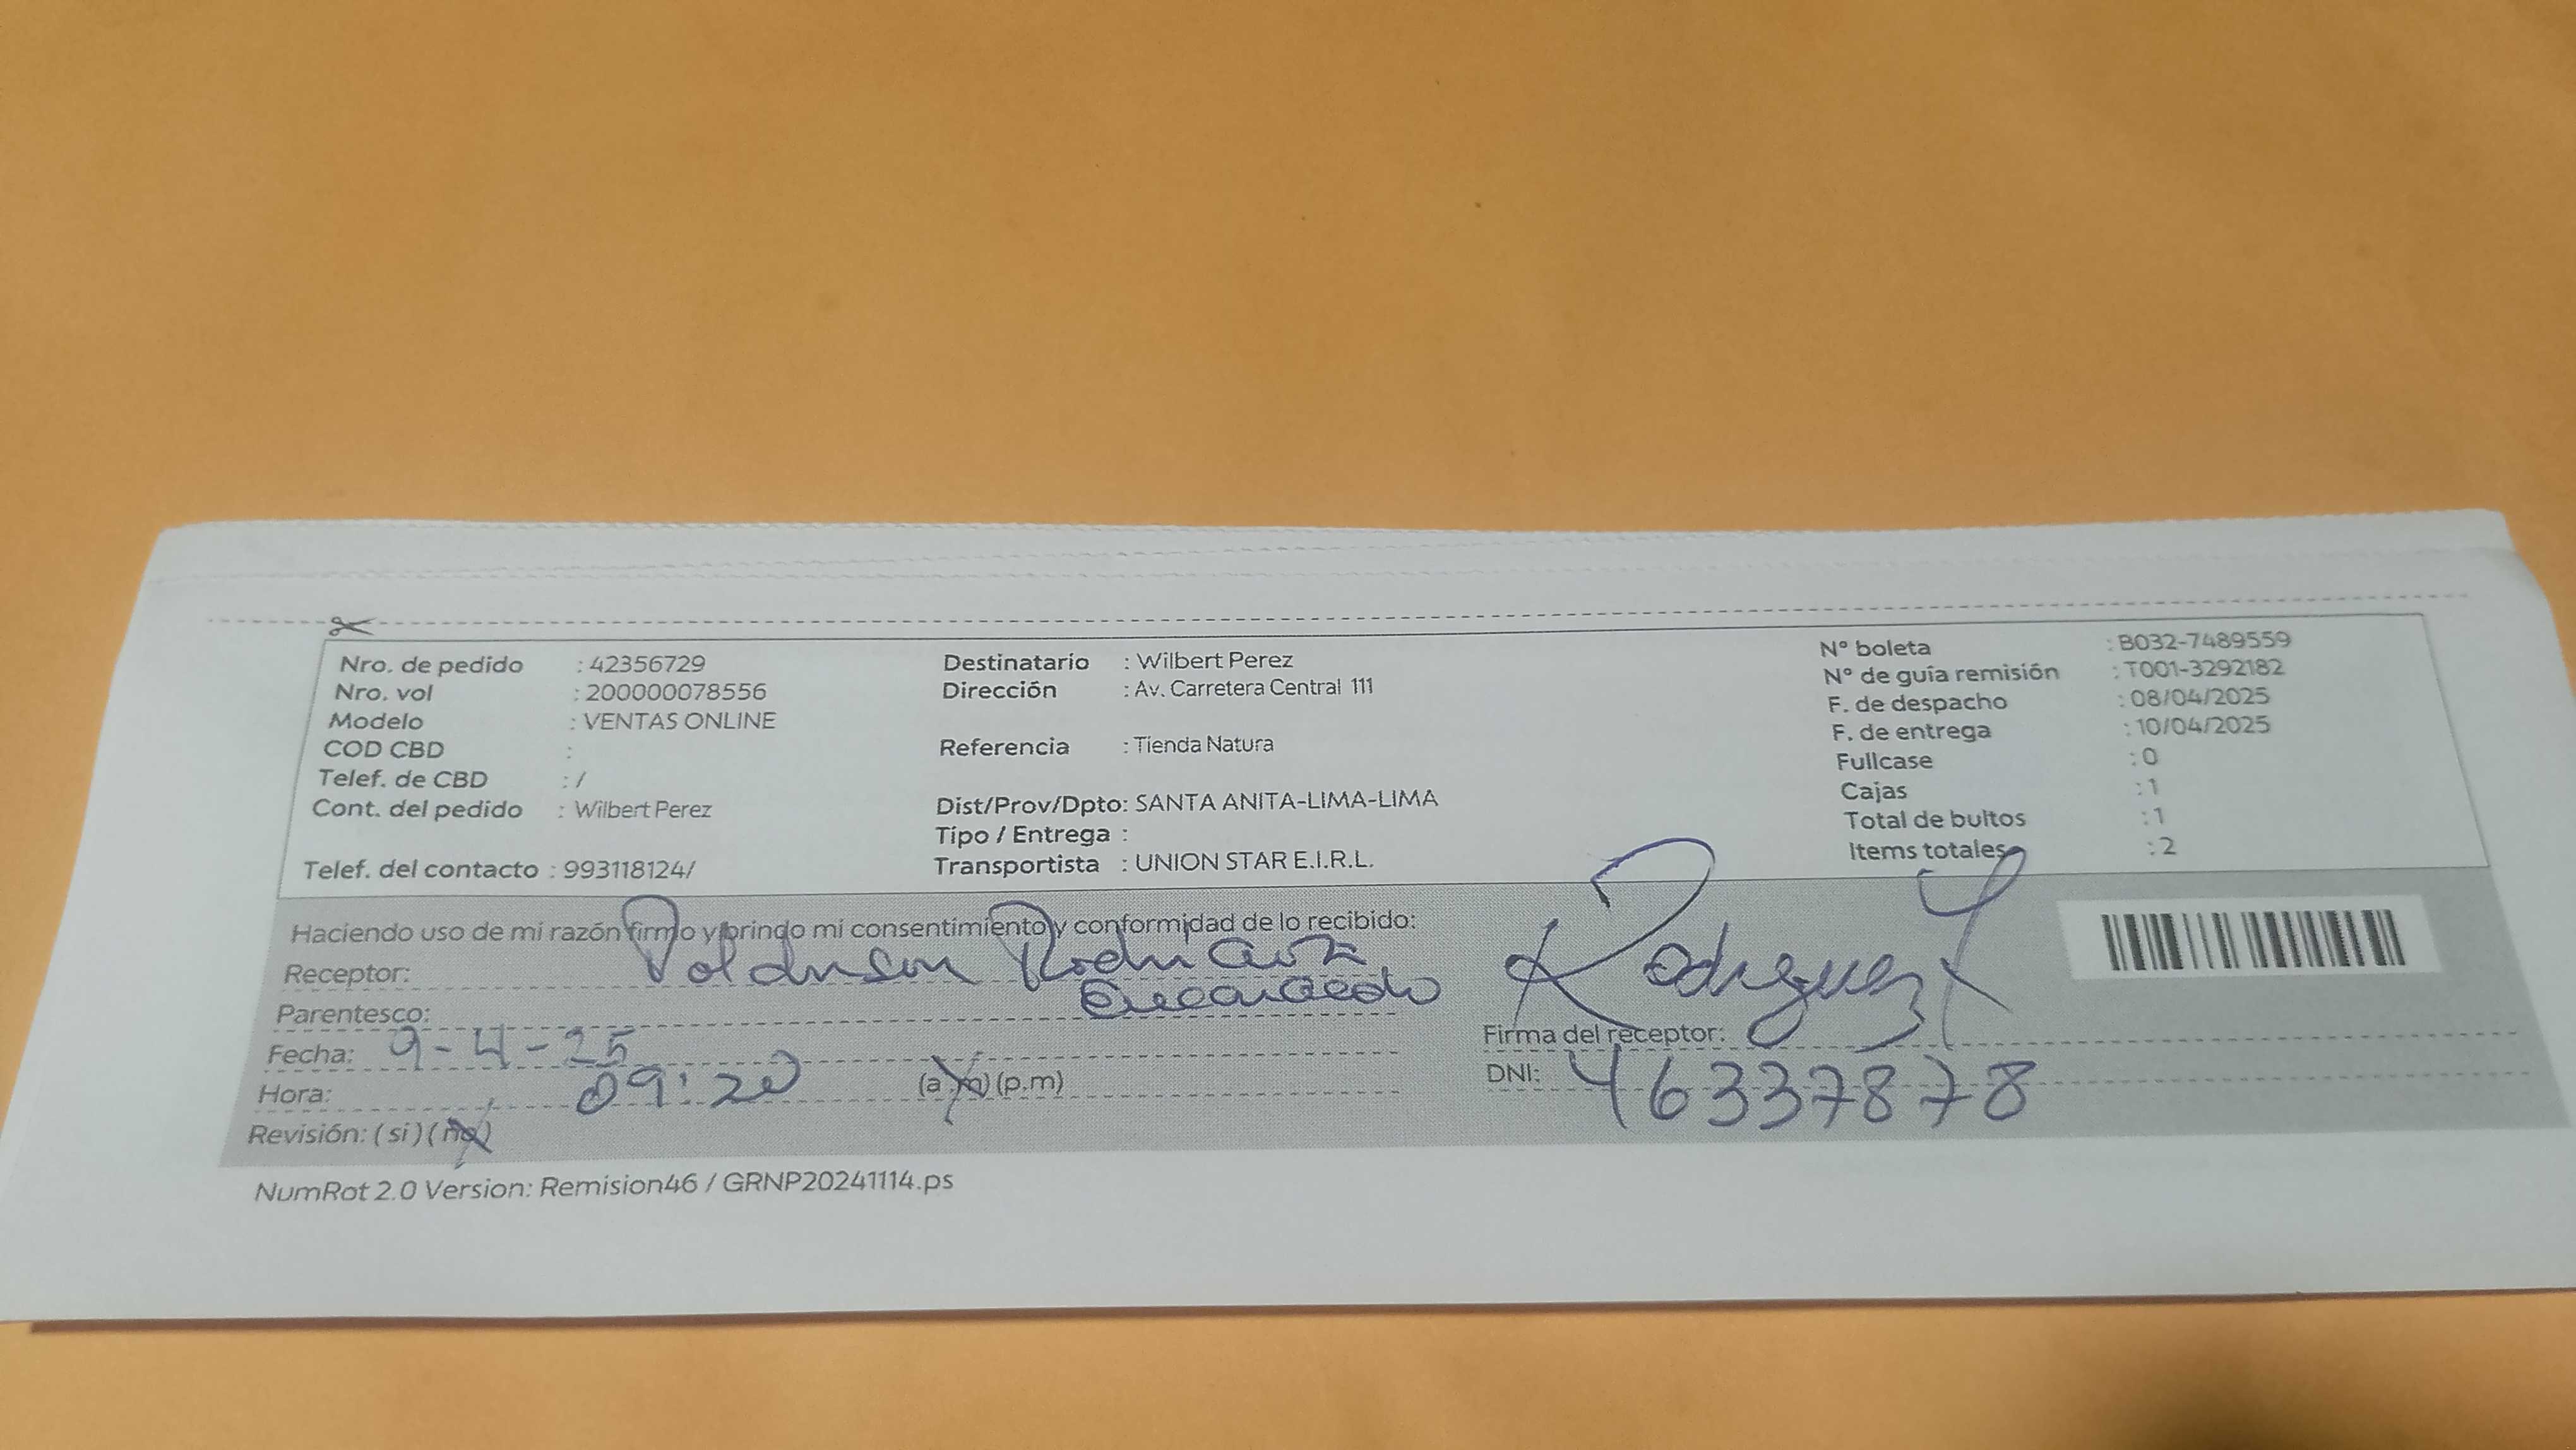 Nro. de pedido : 42356729
Nro. vol : 200000078556
Modelo : VENTAS ONLINE
COD CBD :
Telef. de CBD : /
Cont. del pedido : Wilbert Perez
Telef. del contacto : 993118124/
Destinatario : Wilbert Perez
Dirección : Av. Carretera Central 111
Referencia : Tienda Natura
Dist/Prov/Dpto: SANTA ANITA-LIMA-LIMA
Tipo / Entrega :
Transportista : UNION STAR E.I.R.L.
N° boleta : B032-7489559
N° de guía remisión : T001-3292182
F. de despacho : 08/04/2025
F. de entrega : 10/04/2025
Fullcase : 0
Cajas : 1
Total de bultos : 1
Items totales : 2
Haciendo uso de mi razón firmo y brindo mi consentimiento y conformidad de lo recibido:
Receptor:
Parentesco: Encargado
Fecha: 9-4-25
Hora: 09:20 (a.m) (p.m)
Revisión: (si) (no)
Rodriguez
Firma del receptor:
DNI: 46337878
NumRot 2.0 Version: Remision46 / GRNP20241114.ps